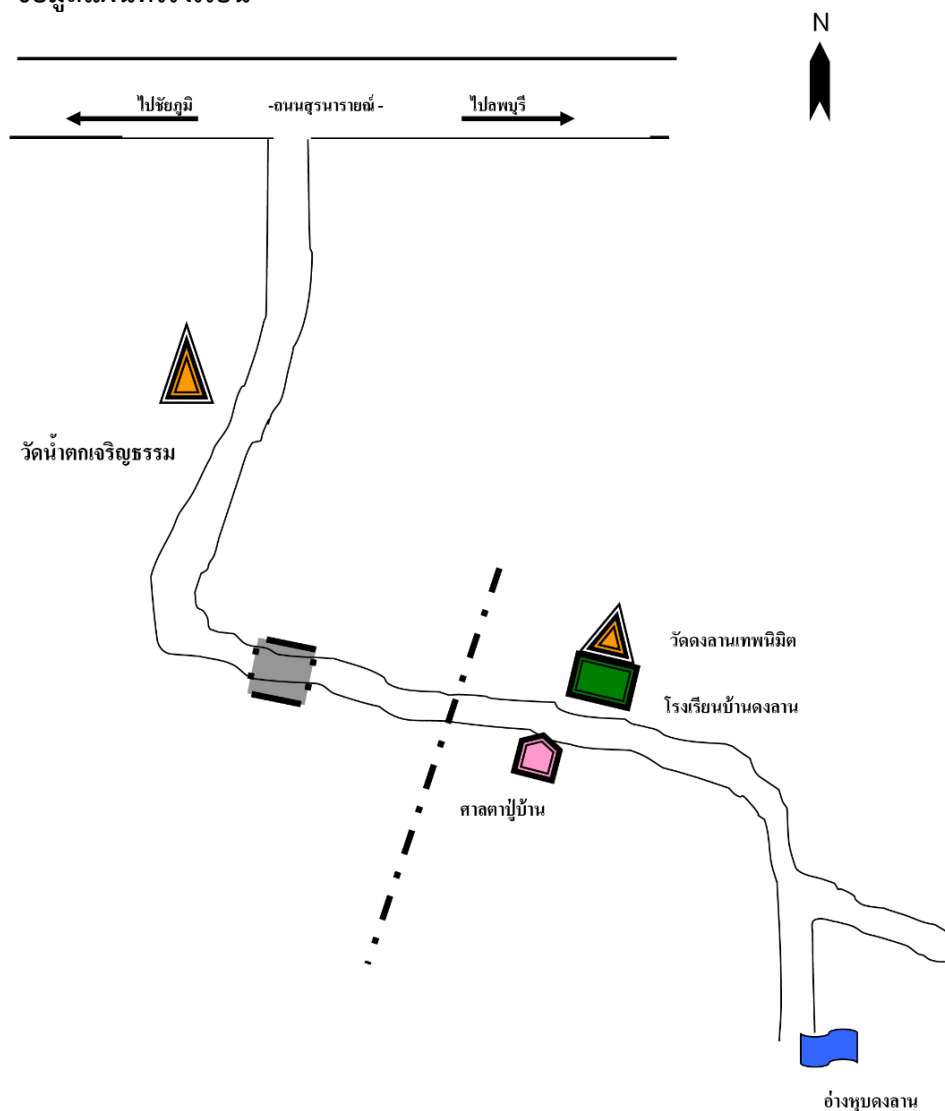 N
ไปชัยภูมิ -ถนนสุรนารายณ์ - ไปลพบุรี
วัดน้ำตกเจริญธรรม
วัดดงลานเทพนิมิต
โรงเรียนบ้านดงลาน
ศาลตาปู่บ้าน
อ่างหุบดงลาน